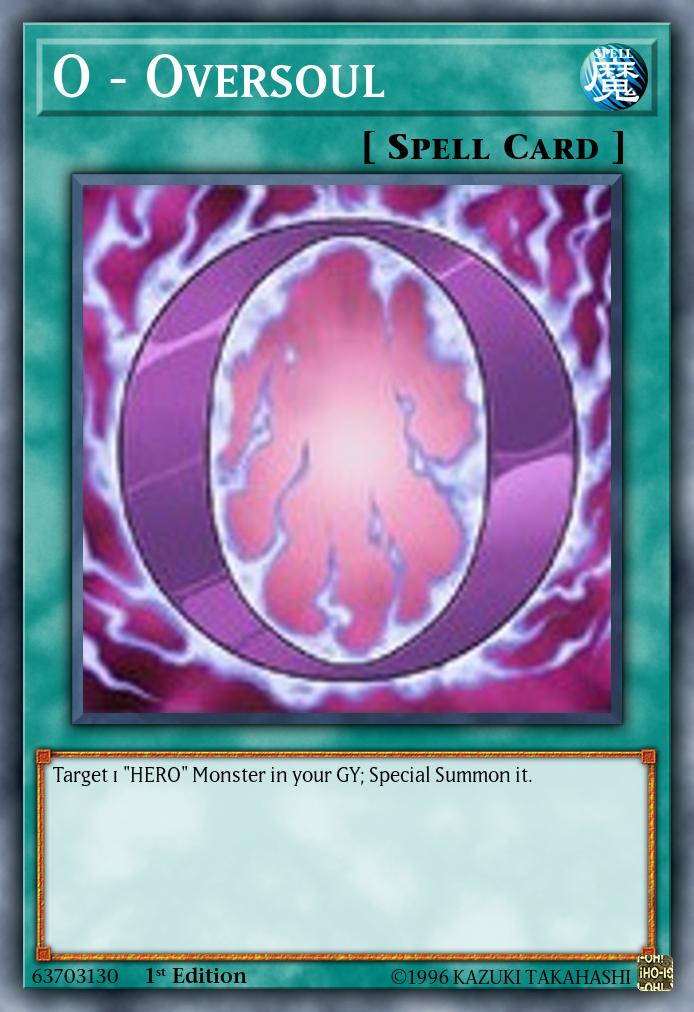 O - Oversoul
SPELL
魔
[ Spell Card ]
O
Target 1 "HERO" Monster in your GY; Special Summon it.
63703130 1st Edition ©1996 KAZUKI TAKAHASHI